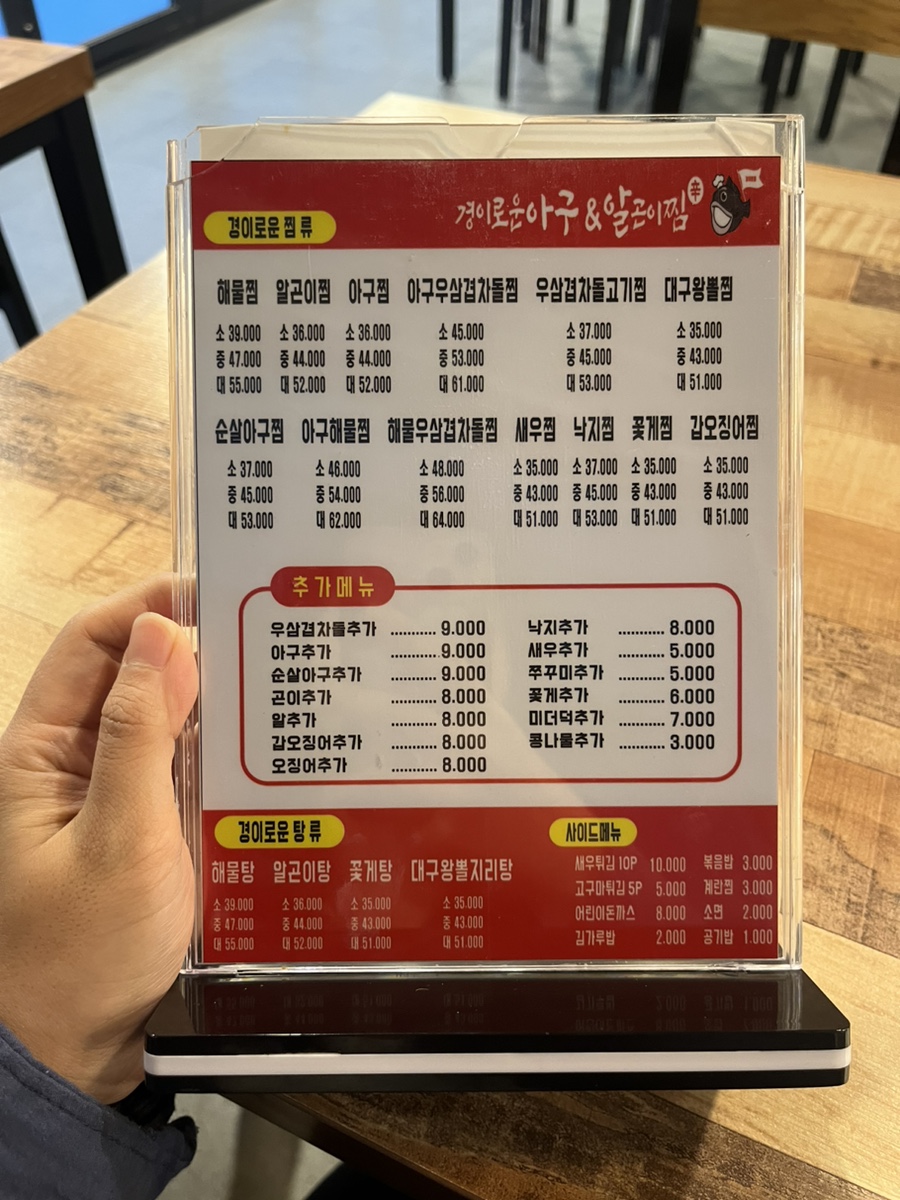 경이로운 찜 류
경이로운아구&알곤이찜 辛
해물찜 알곤이찜 아구찜 아구우삼겹차돌찜 우삼겹차돌고기찜 대구왕뽈찜
소 39.000 소 36.000 소 36.000 소 45.000 소 37.000 소 35.000
중 47.000 중 44.000 중 44.000 중 53.000 중 45.000 중 43.000
대 55.000 대 52.000 대 52.000 대 61.000 대 53.000 대 51.000
순살아구찜 아구해물찜 해물우삼겹차돌찜 새우찜 낙지찜 꽃게찜 갑오징어찜
소 37.000 소 46.000 소 48.000 소 35.000 소 37.000 소 35.000 소 35.000
중 45.000 중 54.000 중 56.000 중 43.000 중 45.000 중 43.000 중 43.000
대 53.000 대 62.000 대 64.000 대 51.000 대 53.000 대 51.000 대 51.000
추가메뉴
우삼겹차돌추가 ........... 9.000 낙지추가 ........... 8.000
아구추가 ........... 9.000 새우추가 ........... 5.000
순살아구추가 ........... 9.000 쭈꾸미추가 ........... 5.000
곤이추가 ........... 8.000 꽃게추가 ........... 6.000
알추가 ........... 8.000 미더덕추가 ........... 7.000
갑오징어추가 ........... 8.000 콩나물추가 ........... 3.000
오징어추가 ........... 8.000
경이로운 탕 류
해물탕 알곤이탕 꽃게탕 대구왕뽈지리탕
소 39.000 소 36.000 소 35.000 소 35.000
중 47.000 중 44.000 중 43.000 중 43.000
대 55.000 대 52.000 대 51.000 대 51.000
사이드메뉴
새우튀김 10P 10.000 볶음밥 3.000
고구마튀김 5P 5.000 계란찜 3.000
어린이돈까스 8.000 소면 2.000
김가루밥 2.000 공기밥 1.000